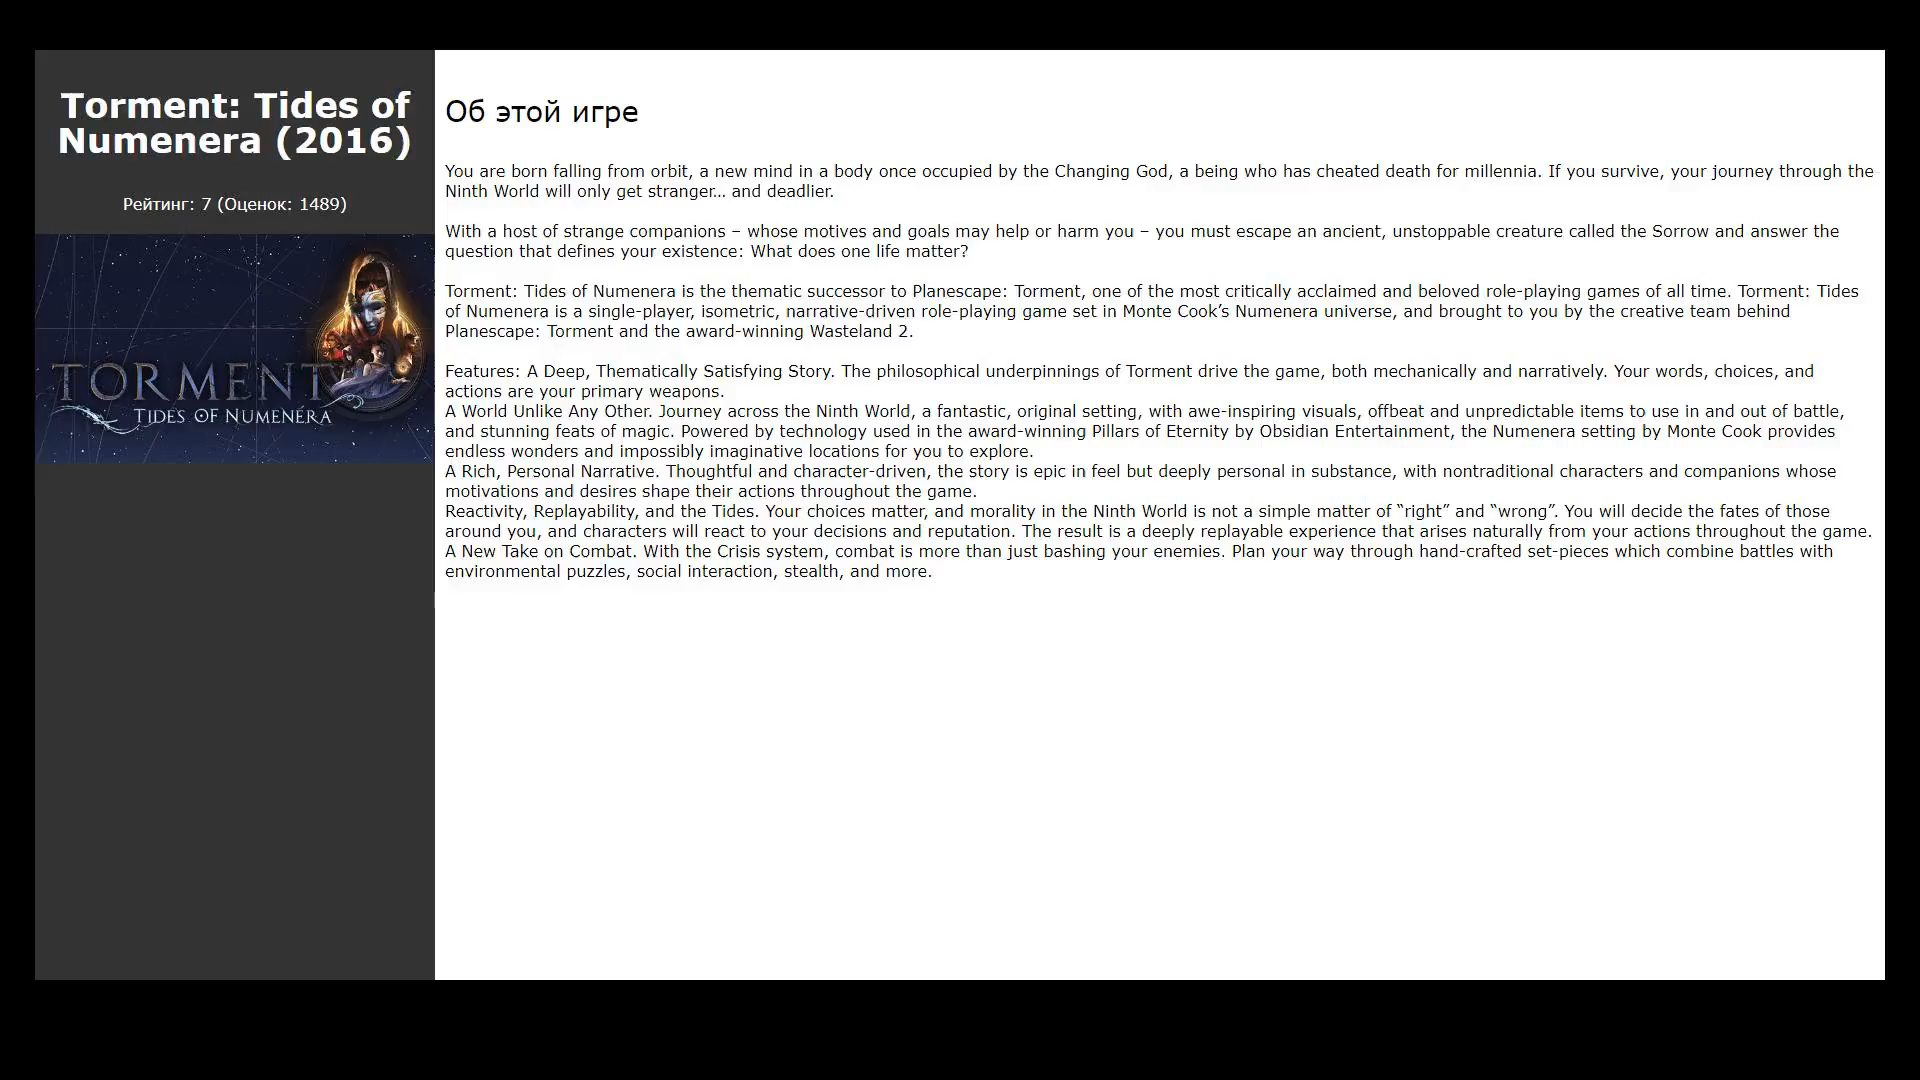 Torment: Tides of
Numenera (2016)
Рейтинг: 7 (Оценок: 1489)
TORMENT
TIDES OF NUMENÉRA
Об этой игре
You are born falling from orbit, a new mind in a body once occupied by the Changing God, a being who has cheated death for millennia. If you survive, your journey through the
Ninth World will only get stranger… and deadlier.
With a host of strange companions – whose motives and goals may help or harm you – you must escape an ancient, unstoppable creature called the Sorrow and answer the
question that defines your existence: What does one life matter?
Torment: Tides of Numenera is the thematic successor to Planescape: Torment, one of the most critically acclaimed and beloved role-playing games of all time. Torment: Tides
of Numenera is a single-player, isometric, narrative-driven role-playing game set in Monte Cook’s Numenera universe, and brought to you by the creative team behind
Planescape: Torment and the award-winning Wasteland 2.
Features: A Deep, Thematically Satisfying Story. The philosophical underpinnings of Torment drive the game, both mechanically and narratively. Your words, choices, and
actions are your primary weapons.
A World Unlike Any Other. Journey across the Ninth World, a fantastic, original setting, with awe-inspiring visuals, offbeat and unpredictable items to use in and out of battle,
and stunning feats of magic. Powered by technology used in the award-winning Pillars of Eternity by Obsidian Entertainment, the Numenera setting by Monte Cook provides
endless wonders and impossibly imaginative locations for you to explore.
A Rich, Personal Narrative. Thoughtful and character-driven, the story is epic in feel but deeply personal in substance, with nontraditional characters and companions whose
motivations and desires shape their actions throughout the game.
Reactivity, Replayability, and the Tides. Your choices matter, and morality in the Ninth World is not a simple matter of “right” and “wrong”. You will decide the fates of those
around you, and characters will react to your decisions and reputation. The result is a deeply replayable experience that arises naturally from your actions throughout the game.
A New Take on Combat. With the Crisis system, combat is more than just bashing your enemies. Plan your way through hand-crafted set-pieces which combine battles with
environmental puzzles, social interaction, stealth, and more.